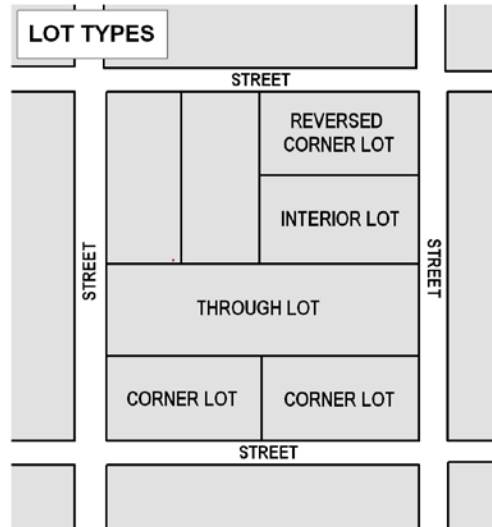 LOT TYPES
STREET
REVERSED
CORNER LOT
INTERIOR LOT
STREET
STREET
THROUGH LOT
CORNER LOT
CORNER LOT
STREET